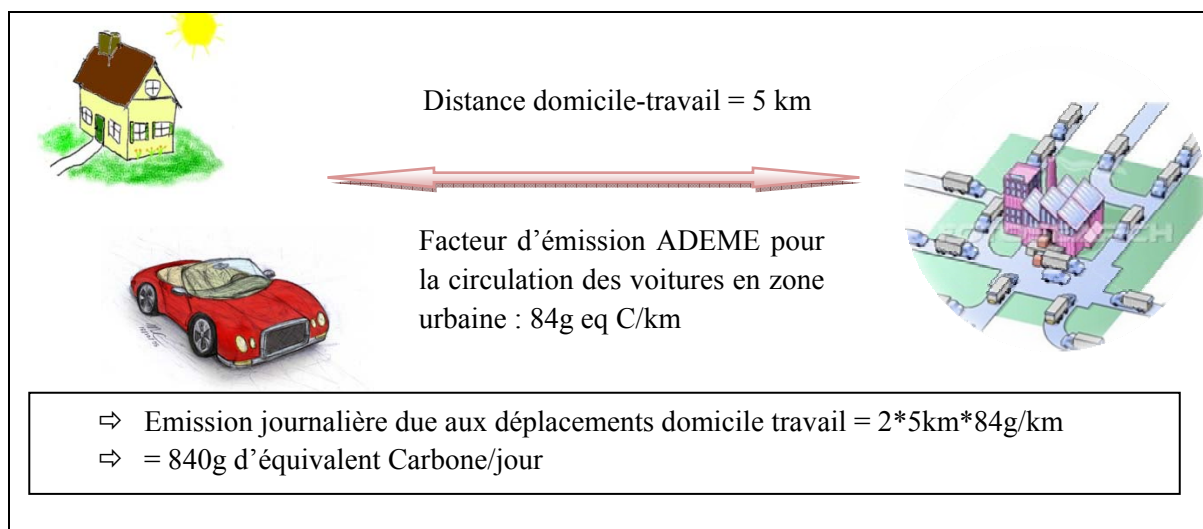 Distance domicile-travail = 5 km
Facteur d’émission ADEME pour
la circulation des voitures en zone
urbaine : 84g eq C/km
⇨ Emission journalière due aux déplacements domicile travail = 2*5km*84g/km
⇨ = 840g d’équivalent Carbone/jour